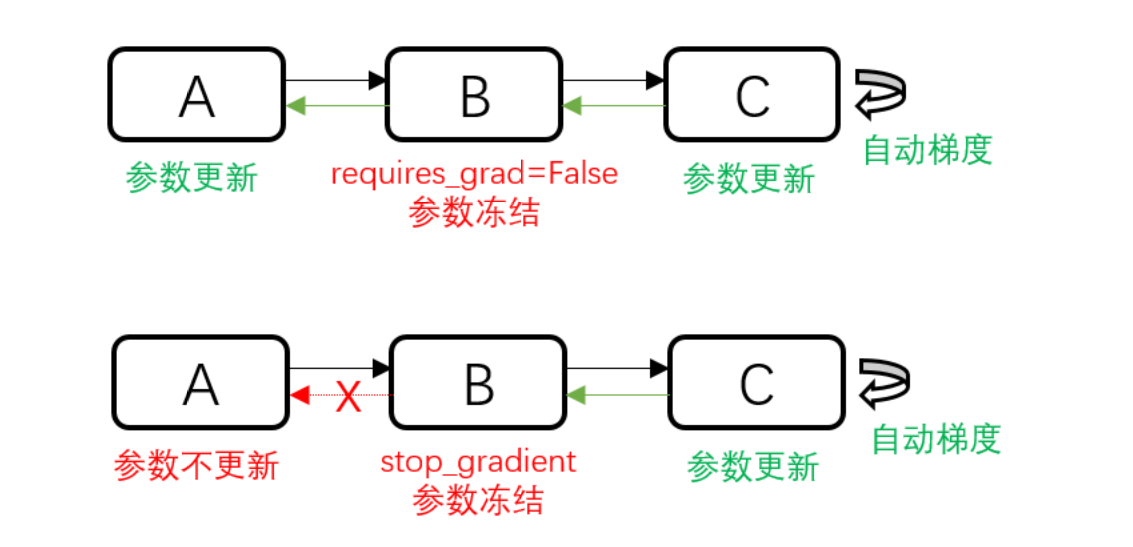 A
B
C
自动梯度
参数更新
requires_grad=False
参数冻结
参数更新
A
X
B
C
自动梯度
参数不更新
stop_gradient
参数冻结
参数更新